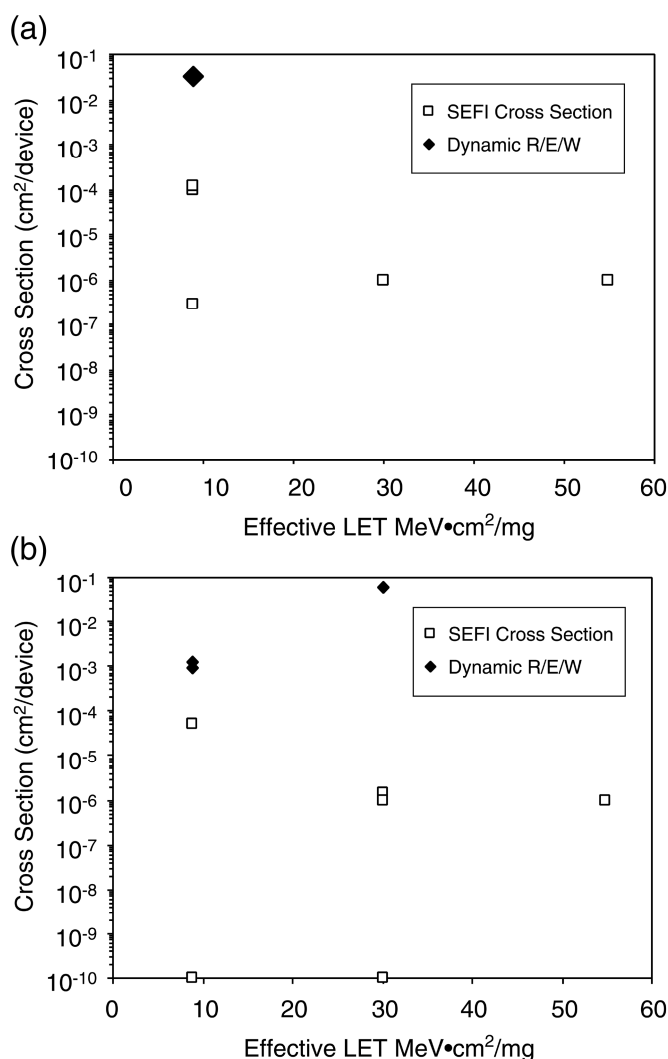 (a)
10⁻¹
10⁻²
10⁻³
10⁻⁴
10⁻⁵
10⁻⁶
10⁻⁷
10⁻⁸
10⁻⁹
10⁻¹⁰
Cross Section (cm²/device)
□ SEFI Cross Section
◆ Dynamic R/E/W
0 10 20 30 40 50 60
Effective LET MeV•cm²/mg
(b)
10⁻¹
10⁻²
10⁻³
10⁻⁴
10⁻⁵
10⁻⁶
10⁻⁷
10⁻⁸
10⁻⁹
10⁻¹⁰
Cross Section (cm²/device)
□ SEFI Cross Section
◆ Dynamic R/E/W
0 10 20 30 40 50 60
Effective LET MeV•cm²/mg